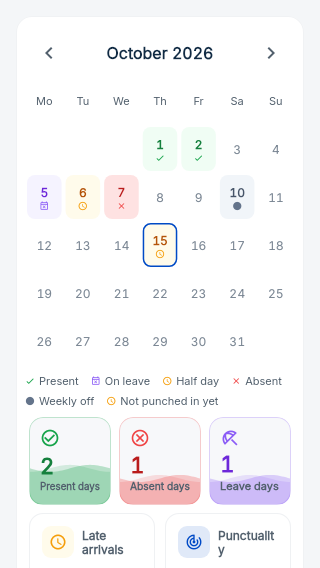 October 2026
Mo Tu We Th Fr Sa Su
1 2 3 4
5 6 7 8 9 10 11
12 13 14 15 16 17 18
19 20 21 22 23 24 25
26 27 28 29 30 31
Present On leave Half day Absent
Weekly off Not punched in yet
2 1 1
Present days Absent days Leave days
Late
arrivals
Punctualit
y